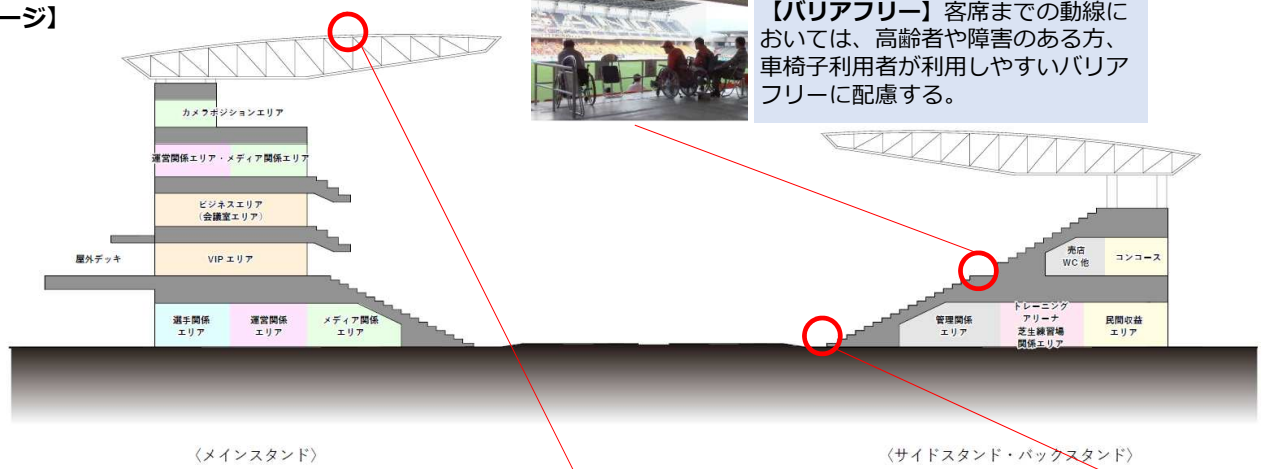 ージ】
【バリアフリー】客席までの動線に
おいては、高齢者や障害のある方、
車椅子利用者が利用しやすいバリア
フリーに配慮する。
カメラポジションエリア
運営関係エリア・メディア関係エリア
ビジネスエリア
（会議室エリア）
屋外デッキ
VIP エリア
選手関係
エリア
運営関係
エリア
メディア関係
エリア
売店
WC 他
コンコース
管理関係
エリア
トレーニング
アリーナ
芝生練習場
関係エリア
民間収益
エリア
〈メインスタンド〉
〈サイドスタンド・バックスタンド〉